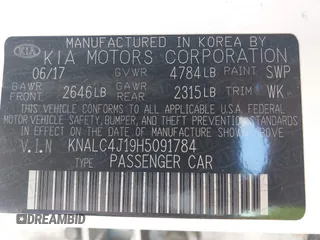 MANUFACTURED IN KOREA BY
KIA KIA MOTORS CORPORATION
06/17 GVWR 4784LB PAINT SWP
GAWR FRONT 2646LB GAWR REAR 2315LB TRIM WK
THIS VEHICLE CONFORMS TO ALL APPLICABLE U.S.A. FEDERAL
MOTOR VEHICLE SAFETY, BUMPER, AND THEFT PREVENTION
STANDARDS IN EFFECT ON THE DATE OF MANUFACTURE
SHOWN ABOVE.
V.I.N KNALC4J19H5091784
PASSENGER CAR
DREAMBID